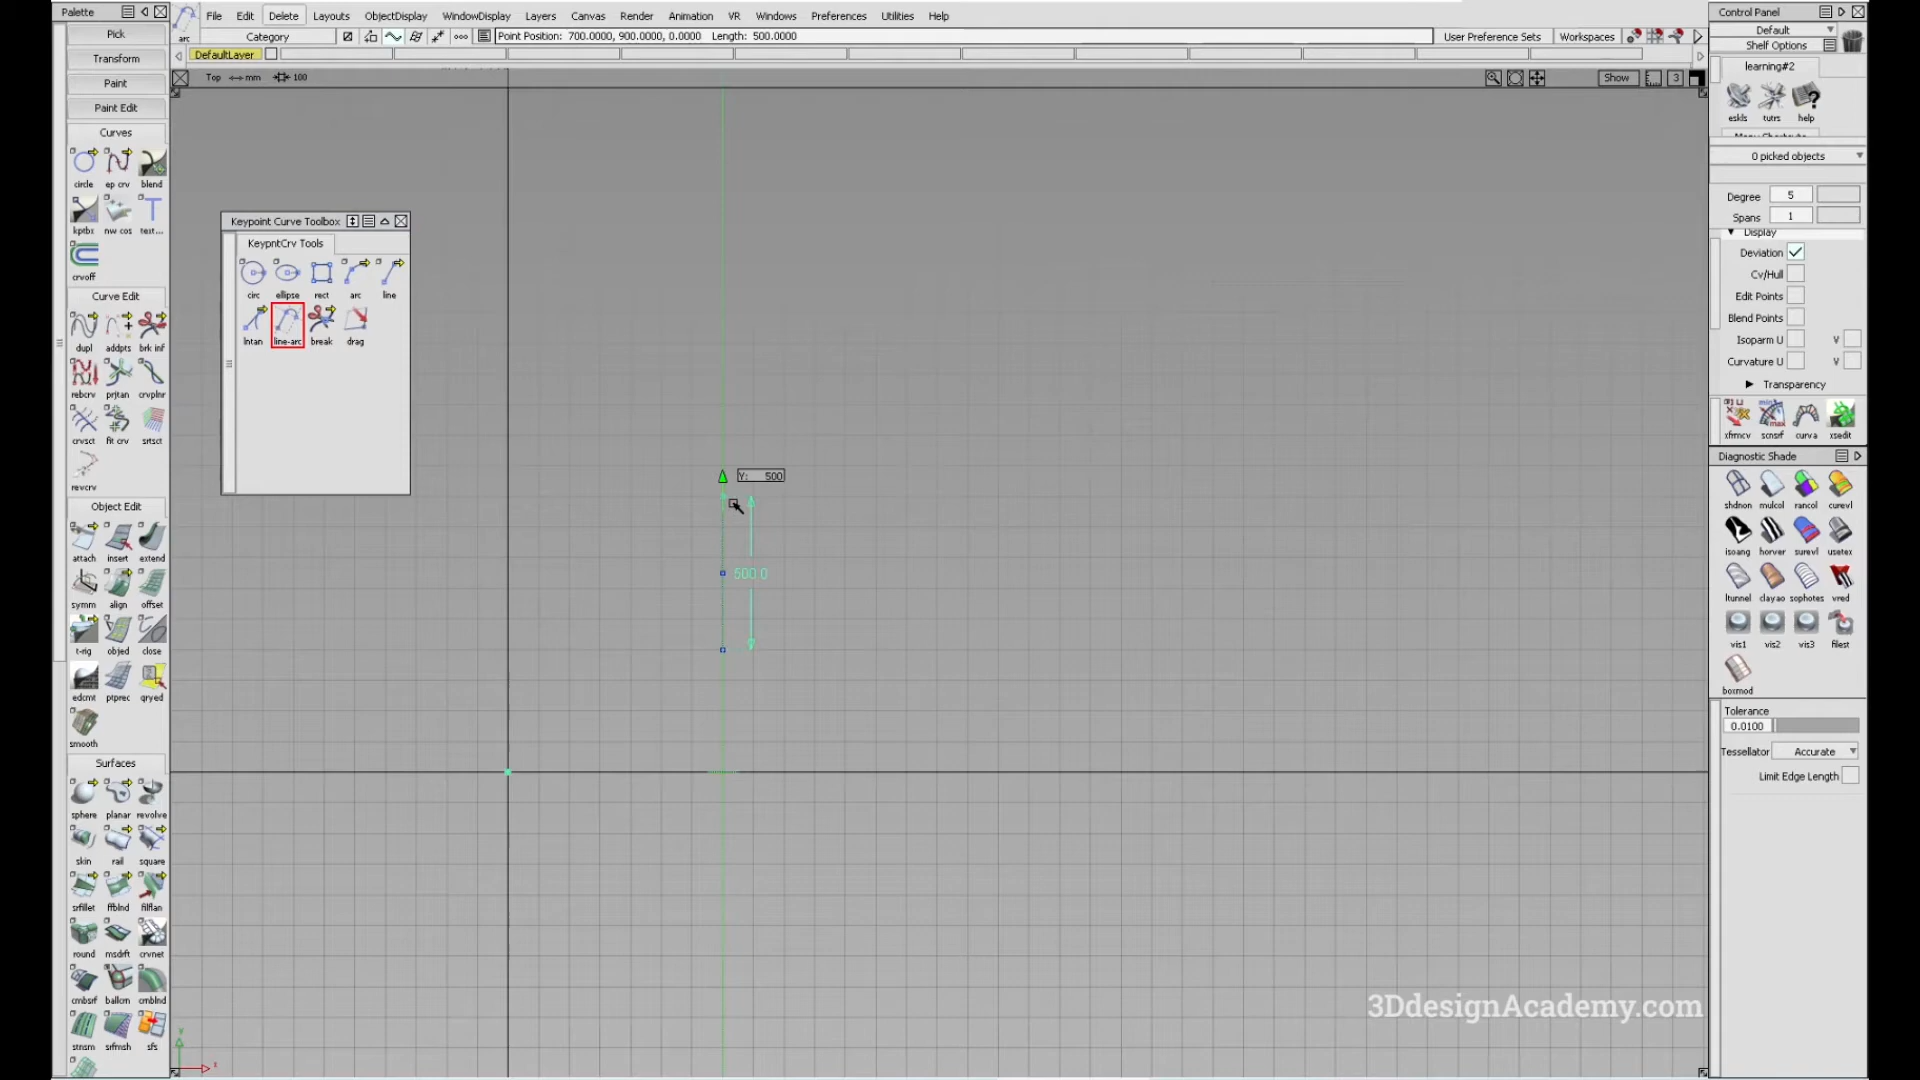 Palette
File Edit Delete Layouts ObjectDisplay WindowDisplay Layers Canvas Render Animation VR Windows Preferences Utilities Help
Control Panel
arc
Category
Point Position: 700.0000, 900.0000, 0.0000 Length: 500.0000
User Preference Sets
Workspaces
Default
Shelf Options
DefaultLayer
Top mm 100
Show
3
Pick
Transform
Paint
Paint Edit
Curves
circle ep crv blend
kptbx nw cos text...
crvoff
Curve Edit
dupl addpts brk inf
rebcrv prjtan crvplnr
crvsct fit crv srtsct
revcrv
Object Edit
attach insert extend
symm align offset
t-rig objed close
edcmt ptprec qryed
smooth
Surfaces
sphere planar revolve
skin rail square
srfillet ffblnd filflan
round msdrft crvnet
cmbsrf ballcrn cmblnd
stnsrn srfmsh sfs
Keypoint Curve Toolbox
KeypntCrv Tools
circ ellipse rect arc line
lntan line-arc break drag
Y: 500
500.0
y
x
learning#2
eskls tutrs help
0 picked objects
Degree 5
Spans 1
Display
Deviation
Cv/Hull
Edit Points
Blend Points
Isoparm U V
Curvature U V
Transparency
xfrmcv scnsrf curva xsedit
Diagnostic Shade
shdnon mulcol rancol curevl
isoang horver surevl usetex
ltunnel clayao sophotes vred
vis1 vis2 vis3 filest
boxmod
Tolerance
0.0100
Tessellator Accurate
Limit Edge Length
3DdesignAcademy.com